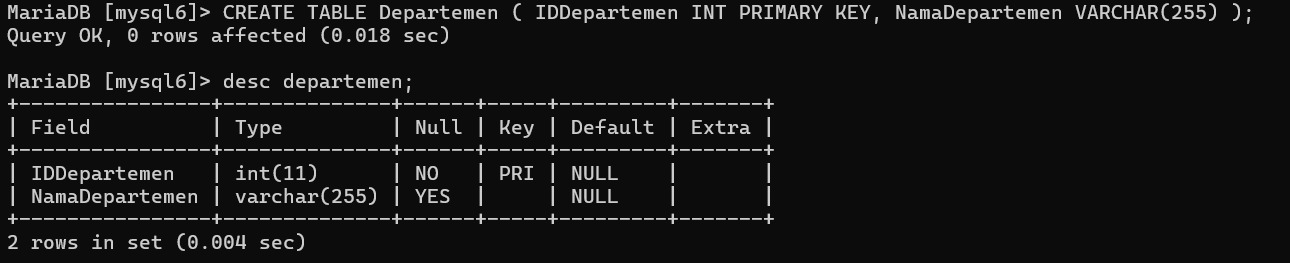 MariaDB [mysql6]> CREATE TABLE Departemen ( IDDepartemen INT PRIMARY KEY, NamaDepartemen VARCHAR(255) );
Query OK, 0 rows affected (0.018 sec)

MariaDB [mysql6]> desc departemen;
+----------------+--------------+------+-----+---------+-------+
| Field          | Type         | Null | Key | Default | Extra |
+----------------+--------------+------+-----+---------+-------+
| IDDepartemen   | int(11)      | NO   | PRI | NULL    |       |
| NamaDepartemen | varchar(255) | YES  |     | NULL    |       |
+----------------+--------------+------+-----+---------+-------+
2 rows in set (0.004 sec)